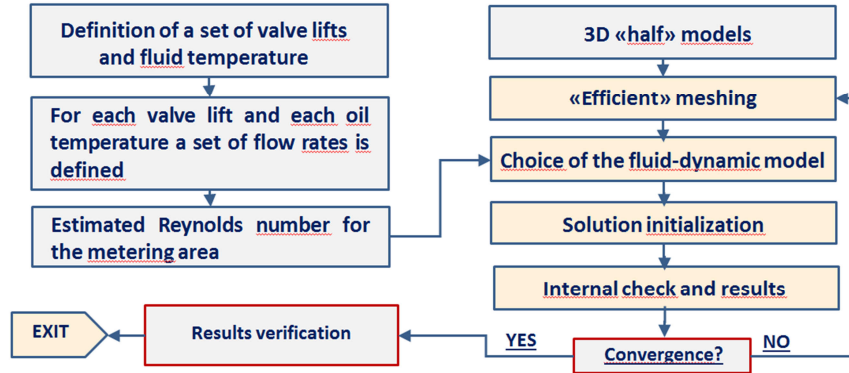 Definition of a set of valve lifts
and fluid temperature
For each valve lift and each oil
temperature a set of flow rates is
defined
Estimated Reynolds number for
the metering area
3D «half» models
«Efficient» meshing
Choice of the fluid-dynamic model
Solution initialization
Internal check and results
Convergence?
YES
NO
Results verification
EXIT